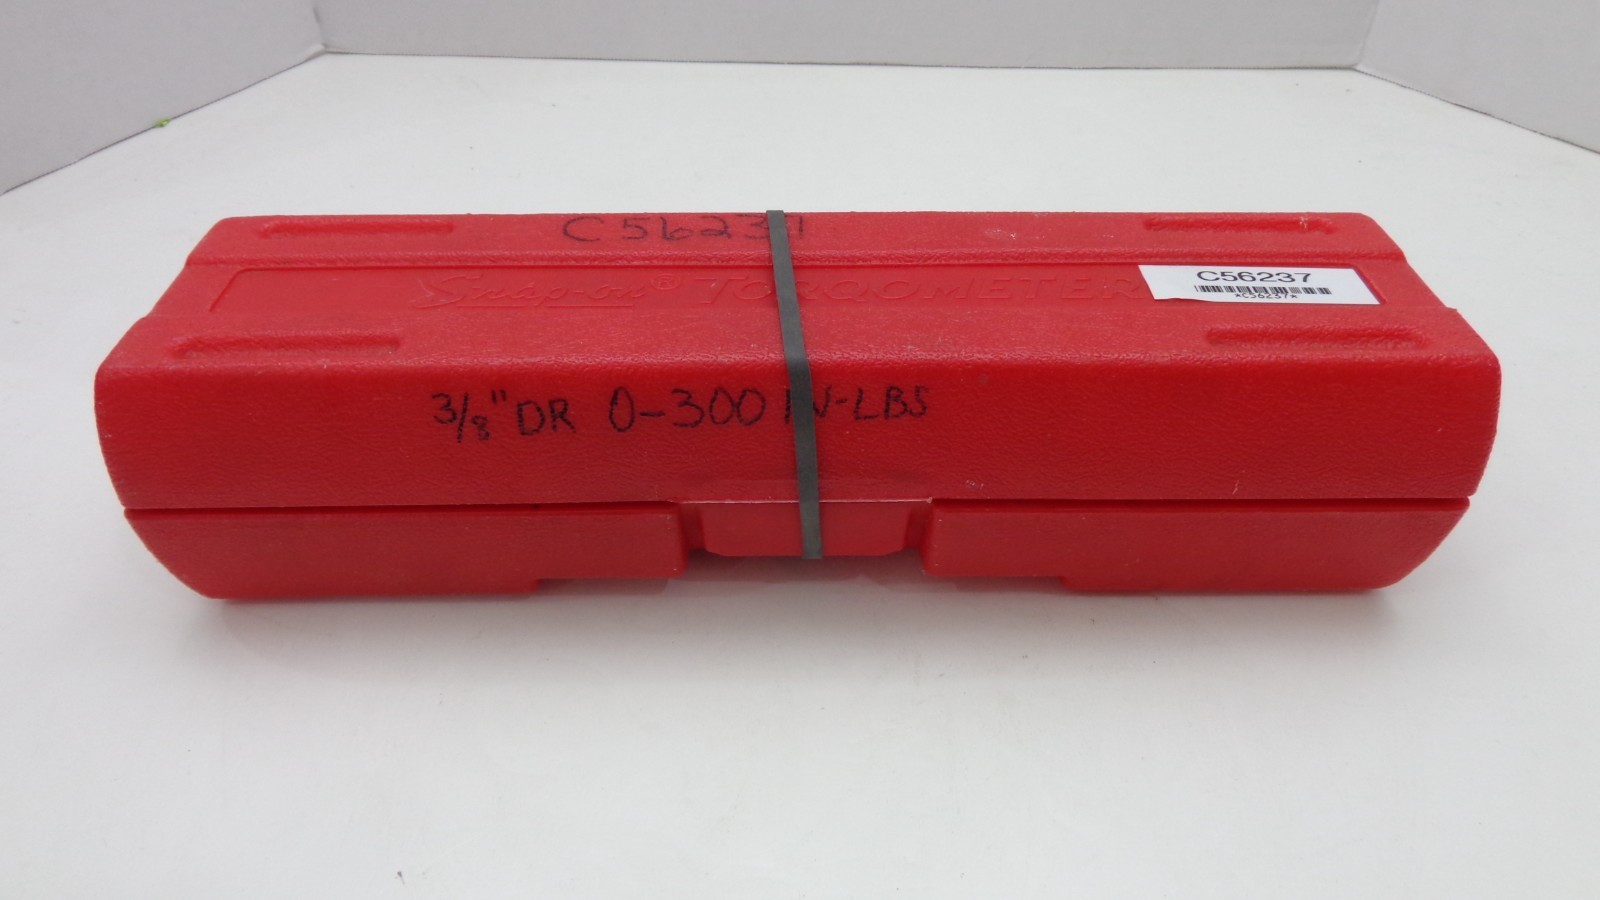 C56237
Snap-on® TORQOMETER
C56237
*C56237*
3/8" DR 0-300 IN-LBS